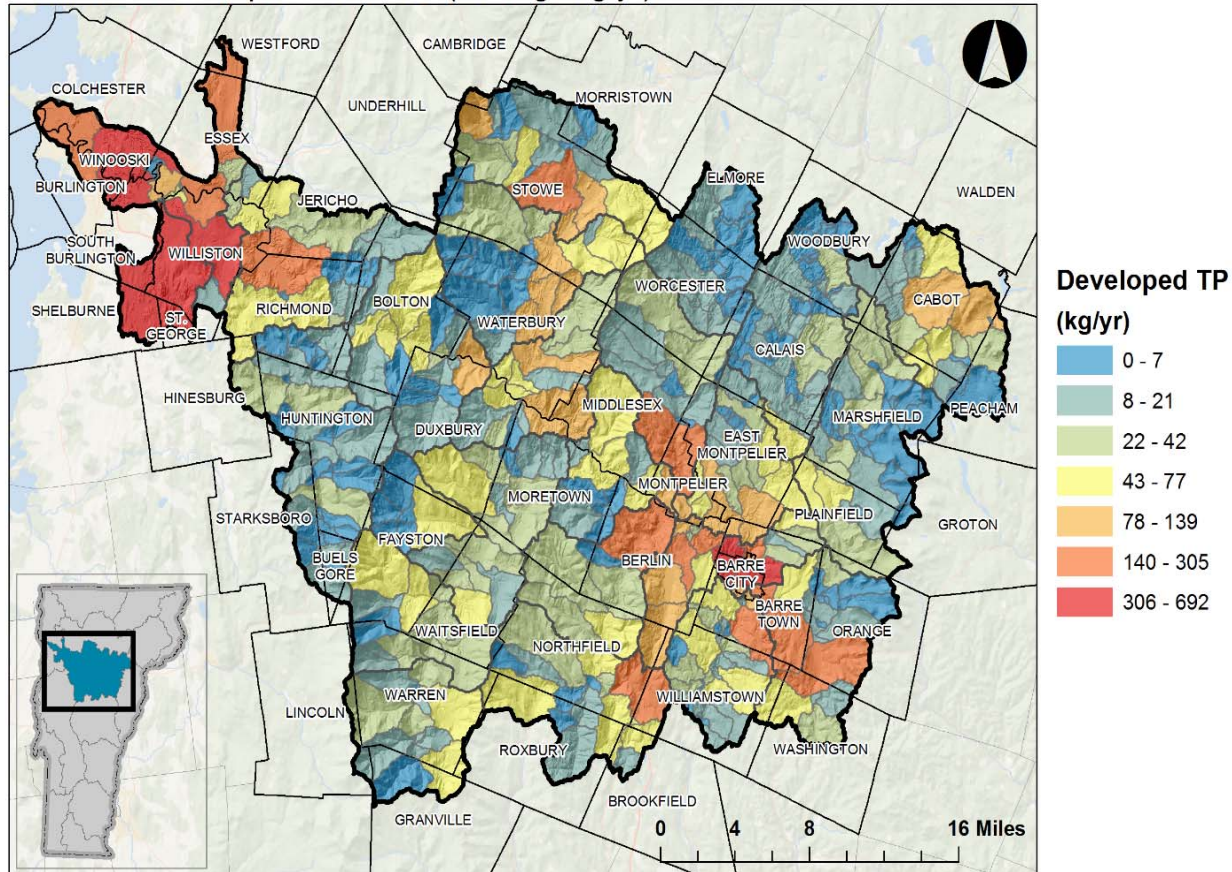 WESTFORD
CAMBRIDGE
COLCHESTER
MORRISTOWN
UNDERHILL
ESSEX
WINOOSKI
WALDEN
ELMORE
BURLINGTON
STOWE
JERICHO
WOODBURY
SOUTH
BURLINGTON
WILLISTON
WORCESTER
CABOT
SHELBURNE
RICHMOND
BOLTON
ST.
GEORGE
WATERBURY
CALAIS
HINESBURG
MIDDLESEX
MARSHFIELD
PEACHAM
HUNTINGTON
DUXBURY
EAST
MONTPELIER
MONTPELIER
STARKSBORO
MORETOWN
PLAINFIELD
GROTON
FAYSTON
BUELS
GORE
BERLIN
BARRE
CITY
BARRE
TOWN
ORANGE
WAITSFIELD
NORTHFIELD
WARREN
WILLIAMSTOWN
LINCOLN
ROXBURY
WASHINGTON
BROOKFIELD
GRANVILLE
0 4 8 16 Miles
Developed TP
(kg/yr)
0 - 7
8 - 21
22 - 42
43 - 77
78 - 139
140 - 305
306 - 692